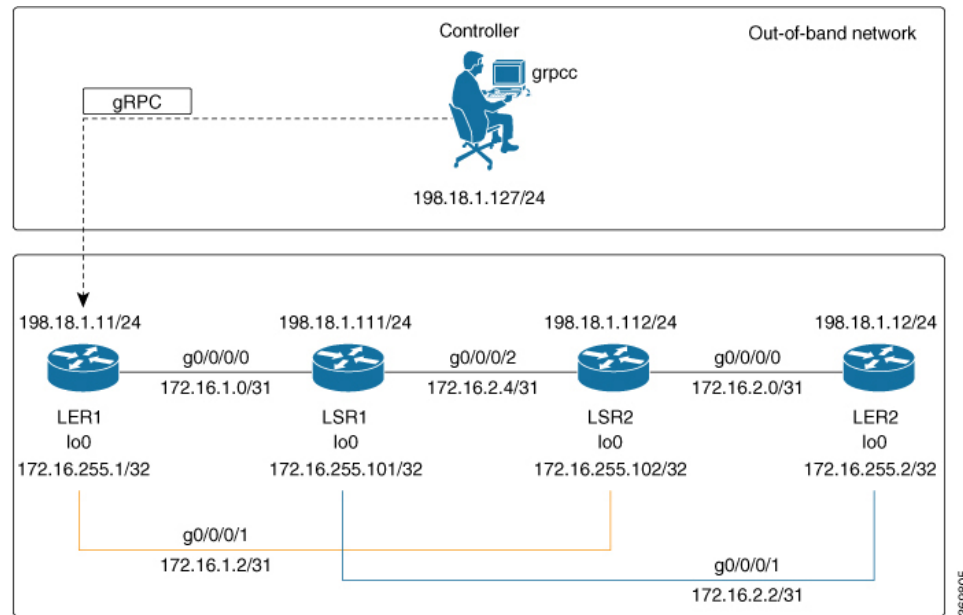 Controller
Out-of-band network
grpcc
gRPC
198.18.1.127/24
198.18.1.11/24
198.18.1.111/24
198.18.1.112/24
198.18.1.12/24
g0/0/0/0
g0/0/0/2
g0/0/0/0
172.16.1.0/31
172.16.2.4/31
172.16.2.0/31
LER1
LSR1
LSR2
LER2
lo0
lo0
lo0
lo0
172.16.255.1/32
172.16.255.101/32
172.16.255.102/32
172.16.255.2/32
g0/0/0/1
172.16.1.2/31
g0/0/0/1
172.16.2.2/31